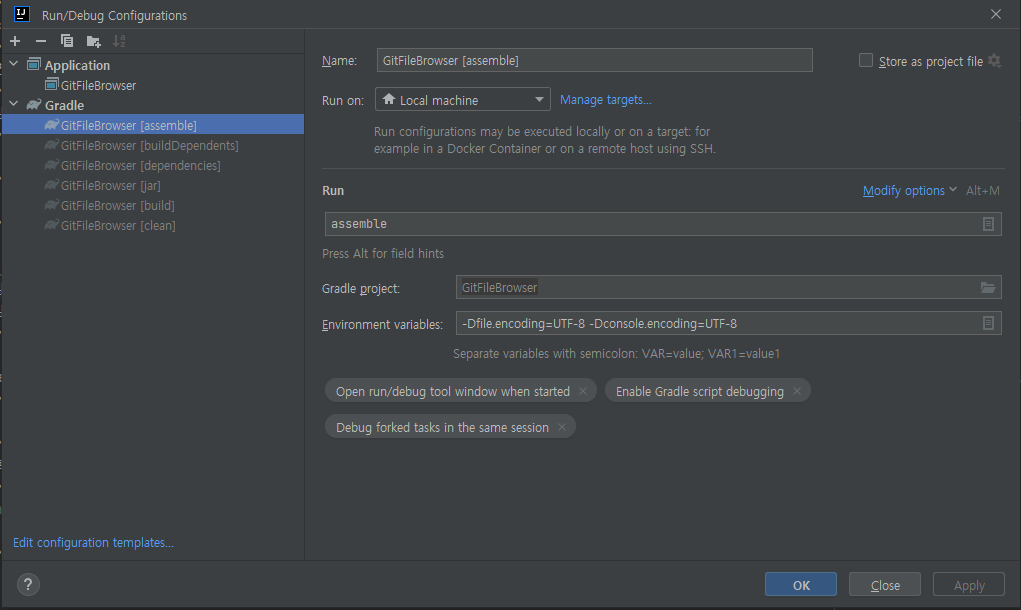 Run/Debug Configurations
Application
GitFileBrowser
Gradle
GitFileBrowser [assemble]
GitFileBrowser [buildDependents]
GitFileBrowser [dependencies]
GitFileBrowser [jar]
GitFileBrowser [build]
GitFileBrowser [clean]
Edit configuration templates...
Name: GitFileBrowser [assemble] Store as project file
Run on: Local machine Manage targets...
Run configurations may be executed locally or on a target: for
example in a Docker Container or on a remote host using SSH.
Run Modify options Alt+M
assemble
Press Alt for field hints
Gradle project: GitFileBrowser
Environment variables: -Dfile.encoding=UTF-8 -Dconsole.encoding=UTF-8
Separate variables with semicolon: VAR=value; VAR1=value1
Open run/debug tool window when started Enable Gradle script debugging
Debug forked tasks in the same session
? OK Close Apply